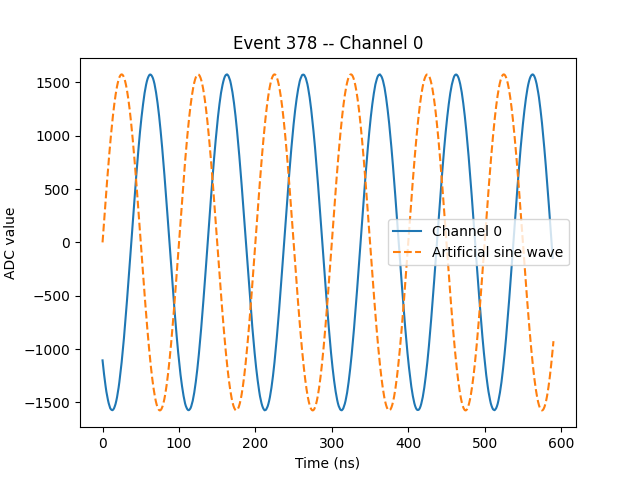 Event 378 -- Channel 0
ADC value
1500
1000
500
0
−500
−1000
−1500
Channel 0
Artificial sine wave
0 100 200 300 400 500 600
Time (ns)